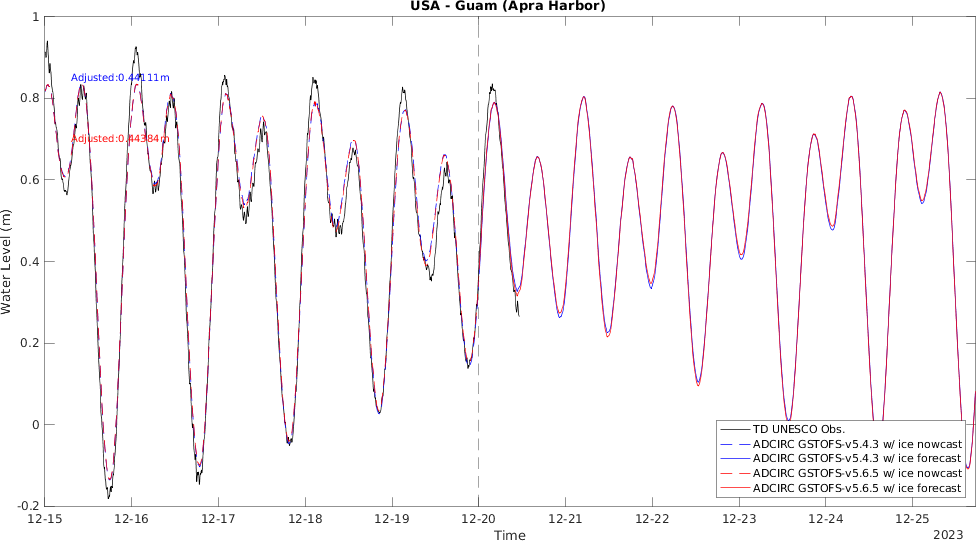 USA - Guam (Apra Harbor)
1
0.8
0.6
0.4
0.2
0
-0.2
Water Level (m)
Adjusted:0.44111m
Adjusted:0.44384m
TD UNESCO Obs.
ADCIRC GSTOFS-v5.4.3 w/ ice nowcast
ADCIRC GSTOFS-v5.4.3 w/ ice forecast
ADCIRC GSTOFS-v5.6.5 w/ ice nowcast
ADCIRC GSTOFS-v5.6.5 w/ ice forecast
12-15 12-16 12-17 12-18 12-19 12-20 12-21 12-22 12-23 12-24 12-25
Time
2023